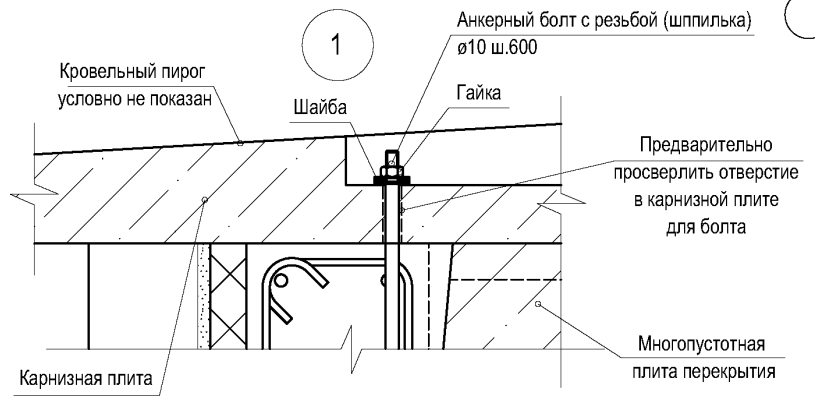 Анкерный болт с резьбой (шппилька)
ø10 ш.600
1
Кровельный пирог
условно не показан
Шайба
Гайка
Предварительно
просверлить отверстие
в карнизной плите
для болта
Многопустотная
плита перекрытия
Карнизная плита